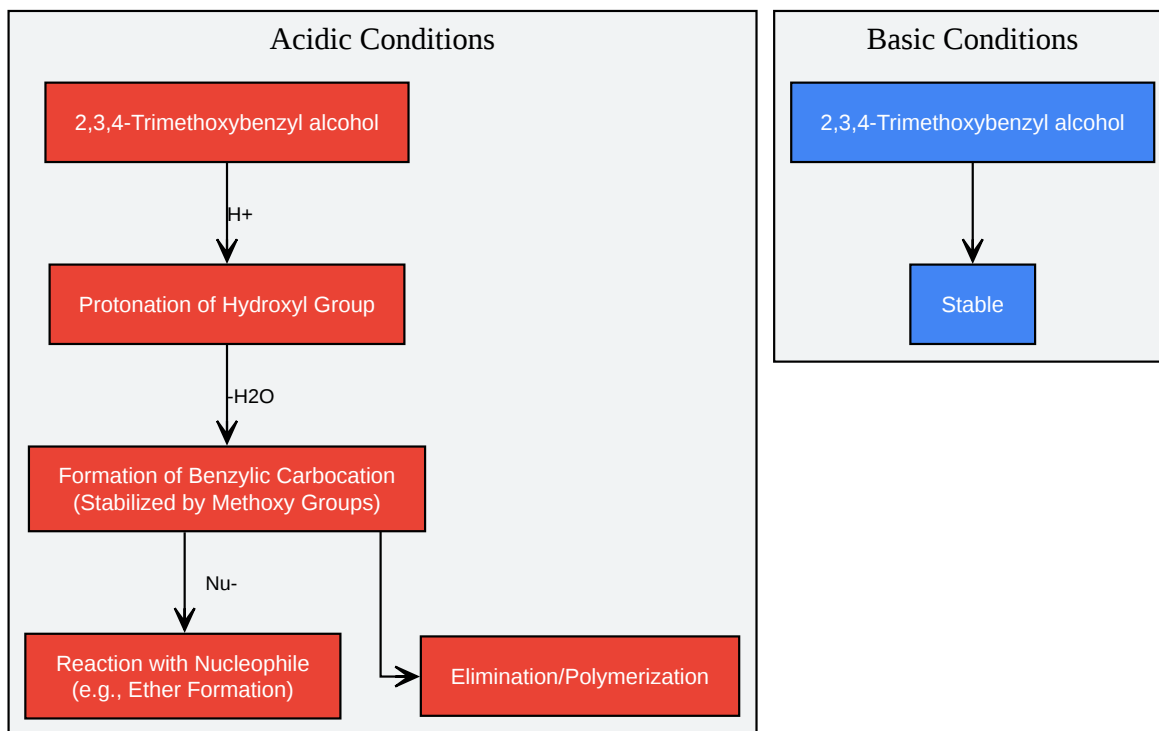 Acidic Conditions
2,3,4-Trimethoxybenzyl alcohol
H+
Protonation of Hydroxyl Group
-H2O
Formation of Benzylic Carbocation
(Stabilized by Methoxy Groups)
Nu-
Reaction with Nucleophile
(e.g., Ether Formation)
Elimination/Polymerization
Basic Conditions
2,3,4-Trimethoxybenzyl alcohol
Stable